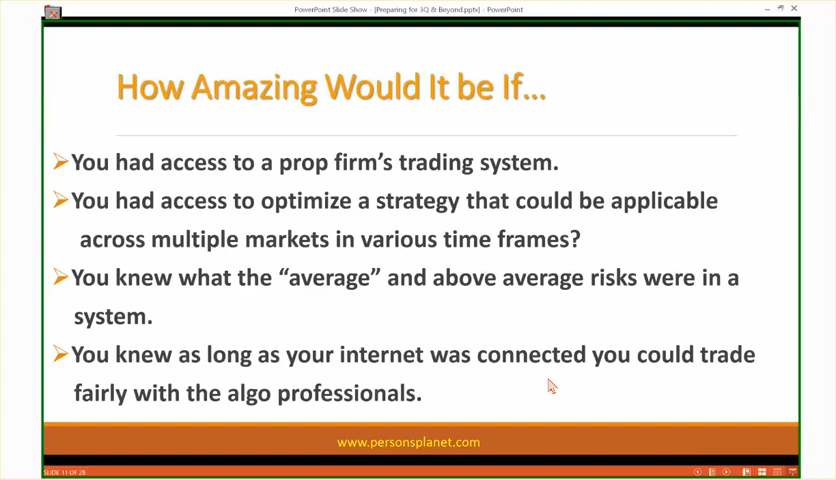 PowerPoint Slide Show - [Preparing for 3Q & Beyond.pptv] - PowerPoint
How Amazing Would It be If...
You had access to a prop firm's trading system.
You had access to optimize a strategy that could be applicable
across multiple markets in various time frames?
You knew what the “average” and above average risks were in a
system.
You knew as long as your internet was connected you could trade
fairly with the algo professionals.
www.personsplanet.com
SLIDE 11 OF 28